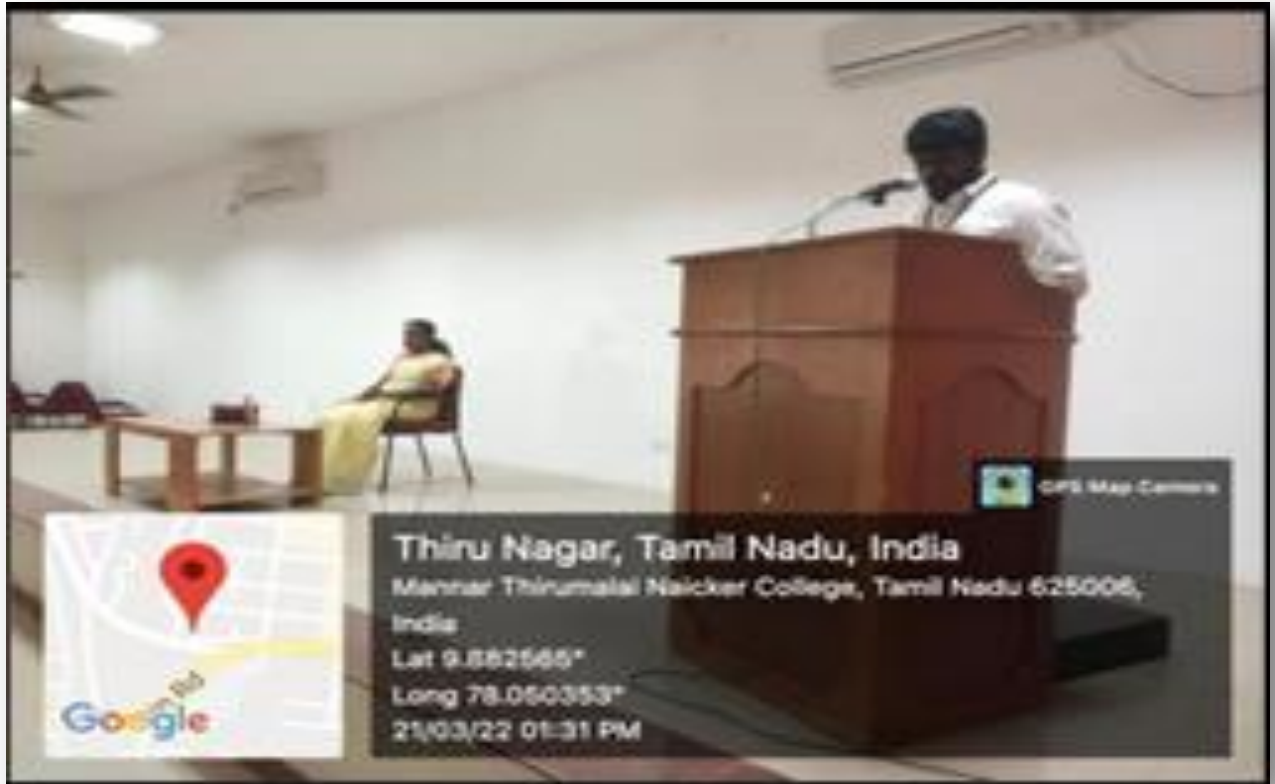 GPS Map Camera
Thiru Nagar, Tamil Nadu, India
Mannar Thirumalai Naicker College, Tamil Nadu 625006,
India
Lat 9.882565°
Long 78.050353°
21/03/22 01:31 PM
Rd
Google